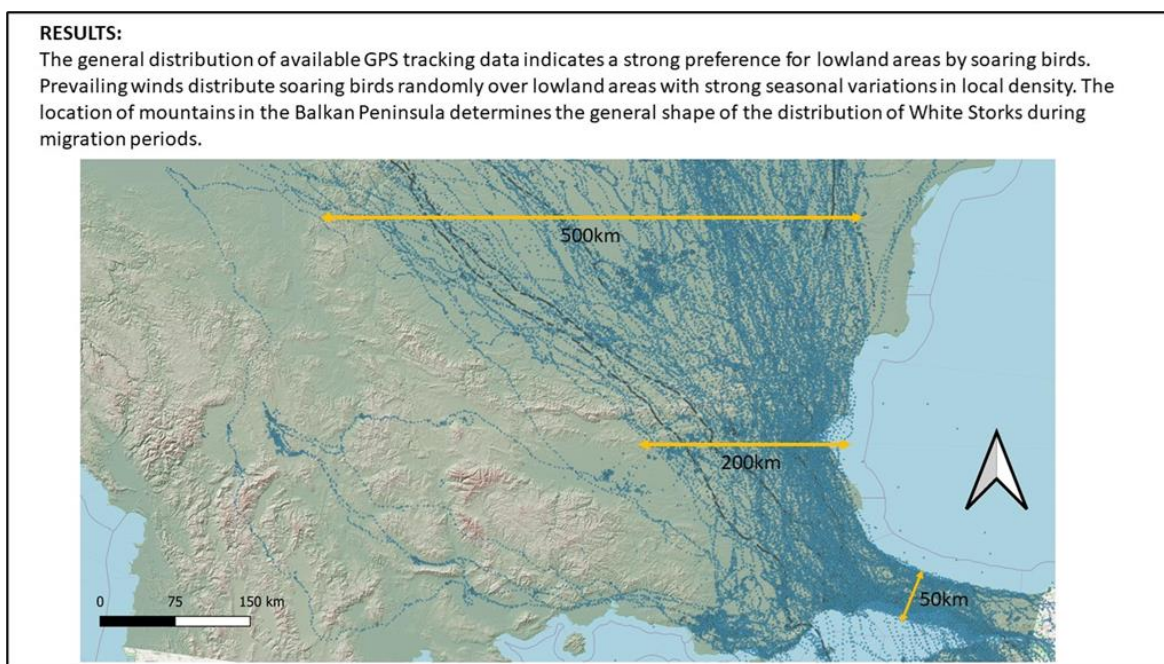 RESULTS:
The general distribution of available GPS tracking data indicates a strong preference for lowland areas by soaring birds.
Prevailing winds distribute soaring birds randomly over lowland areas with strong seasonal variations in local density. The
location of mountains in the Balkan Peninsula determines the general shape of the distribution of White Storks during
migration periods.
500km
200km
50km
0 75 150 km